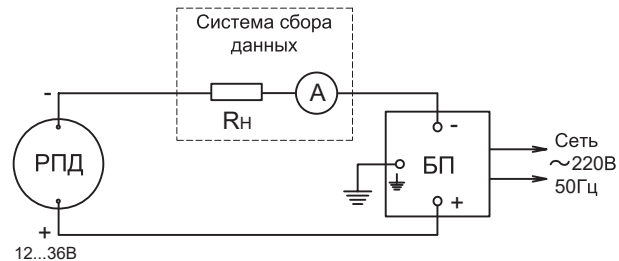 Система сбора
данных
-
Rн
А
РПД
-
БП
+
Сеть
~220В
50Гц
+
12...36В